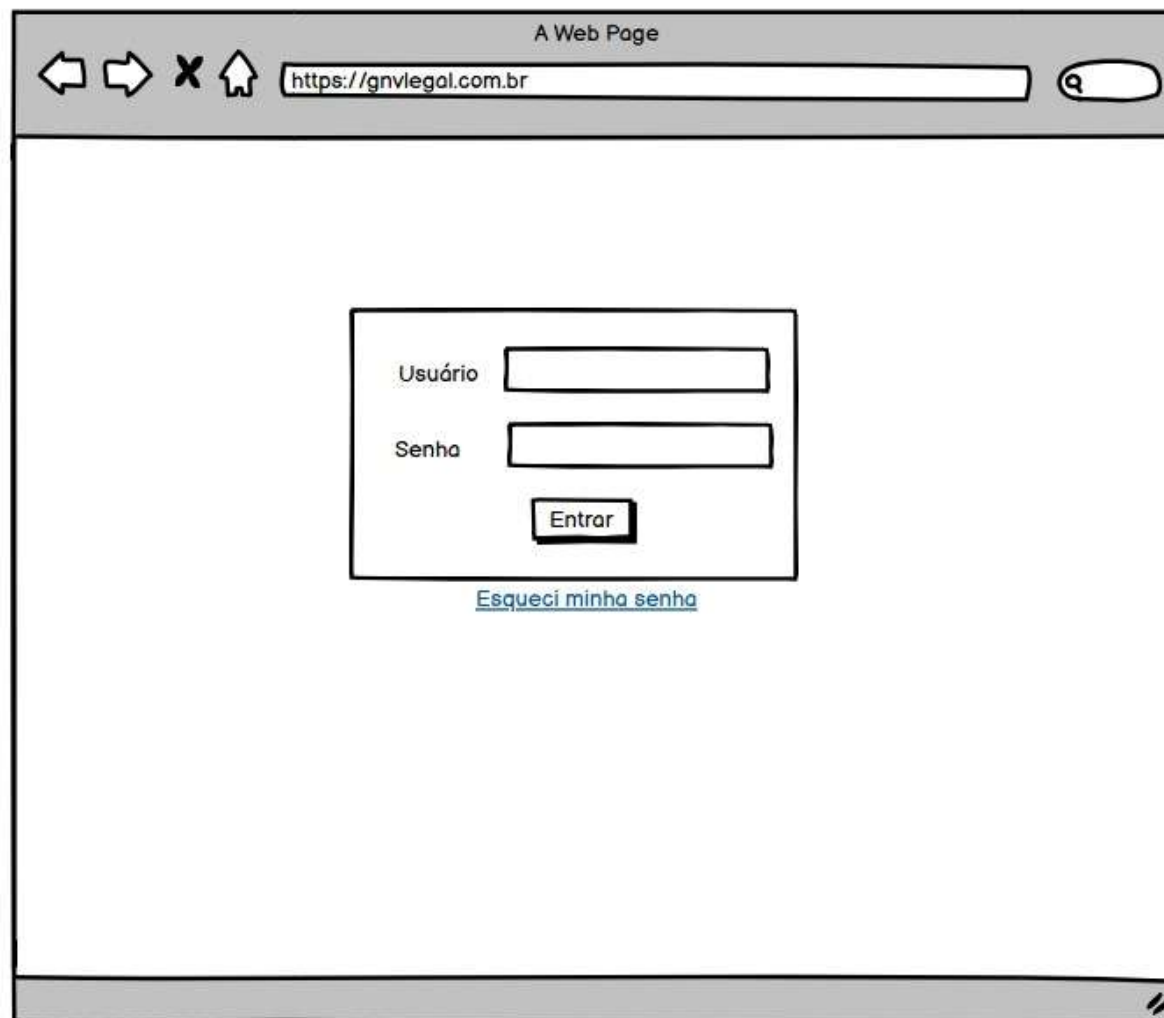 A Web Page
https://gnvlegal.com.br
Usuário
Senha
Entrar
Esqueci minha senha